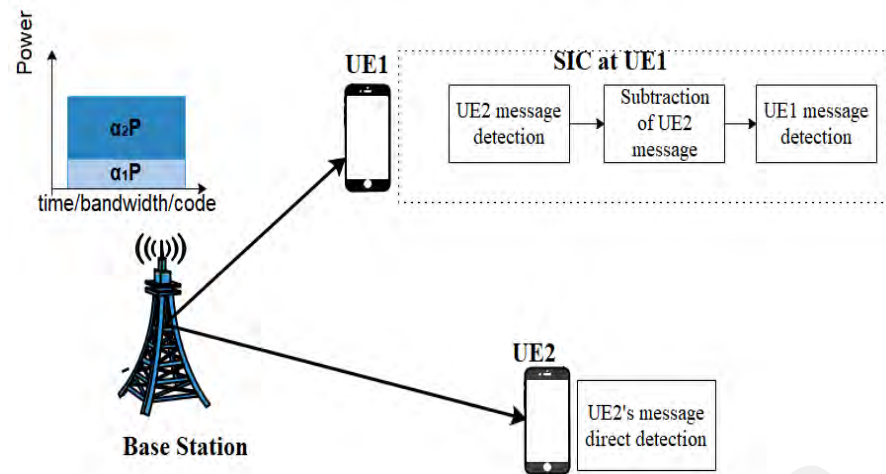 Power
α₂P
α₁P
time/bandwidth/code
UE1
SIC at UE1
UE2 message
detection
Subtraction
of UE2
message
UE1 message
detection
Base Station
UE2
UE2's message
direct detection